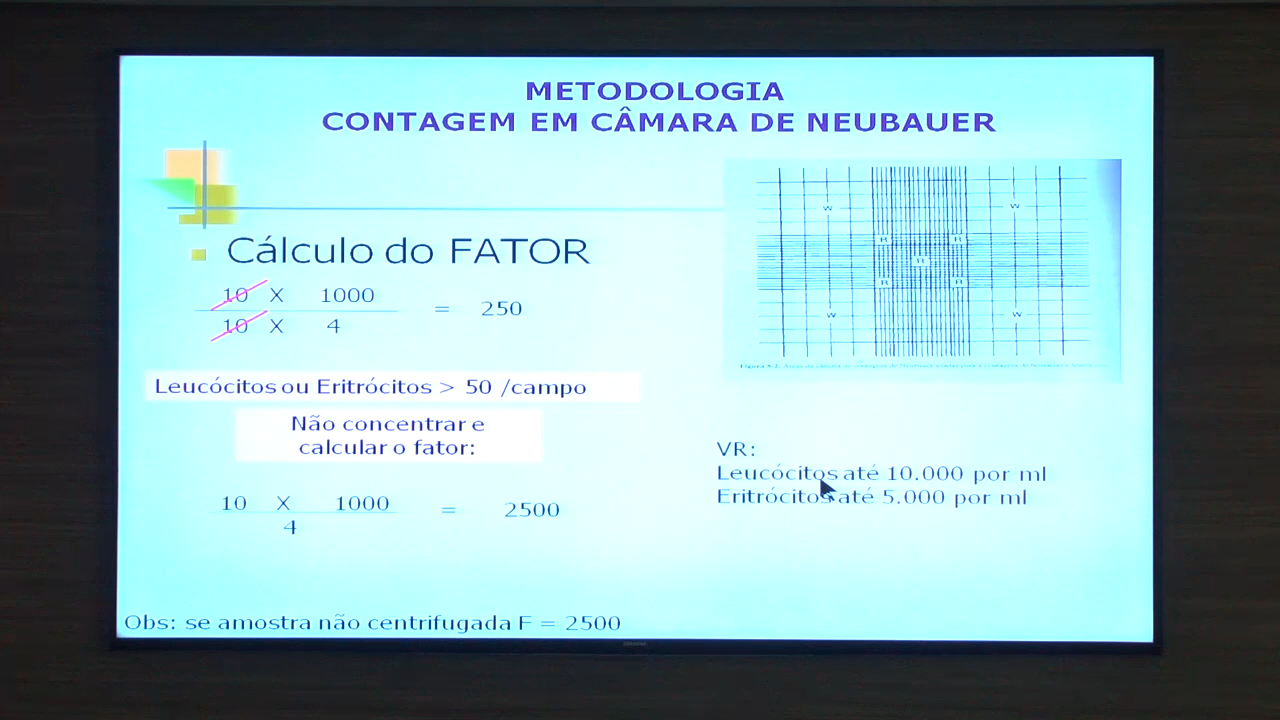 METODOLOGIA
CONTAGEM EM CÂMARA DE NEUBAUER
Cálculo do FATOR
10 X 1000
10 X 4
= 250
Leucócitos ou Eritrócitos > 50 /campo
Não concentrar e
calcular o fator:
10 X 1000
4
= 2500
Obs: se amostra não centrifugada F = 2500
W W
R R
R
R R
W W
VR:
Leucócitos até 10.000 por ml
Eritrócitos até 5.000 por ml